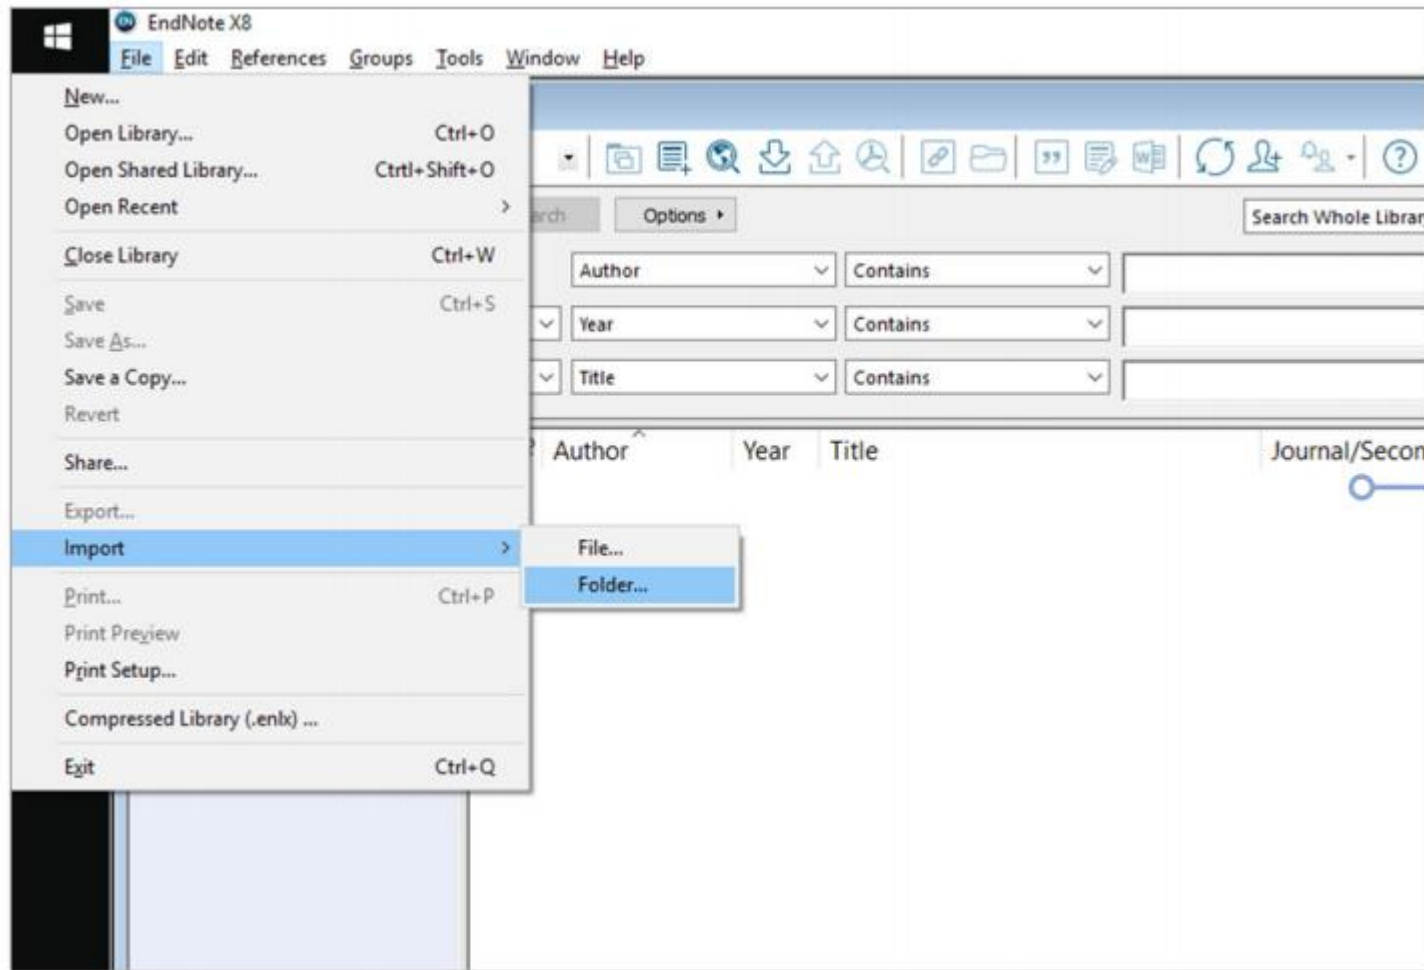 EndNote X8
File Edit References Groups Tools Window Help
New...
Open Library... Ctrl+O
Open Shared Library... Ctrtl+Shift+O
Open Recent
Options
Search Whole Librar
Close Library Ctrl+W
Author Contains
Save Ctrl+S
Year Contains
Save As...
Save a Copy...
Title Contains
Revert
Author Year Title Journal/Secon
Share...
Export...
Import
File...
Folder...
Print... Ctrl+P
Print Preview
Print Setup...
Compressed Library (.enlx) ...
Exit Ctrl+Q